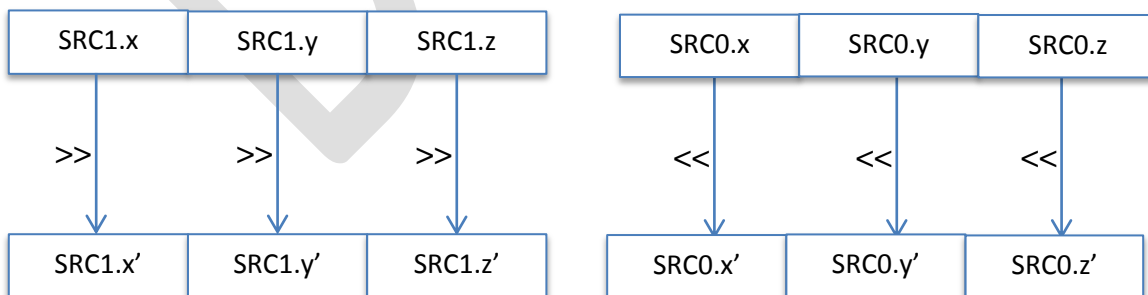 SRC1.x SRC1.y SRC1.z SRC0.x SRC0.y SRC0.z
>> >> >> << << <<
SRC1.x’ SRC1.y’ SRC1.z’ SRC0.x’ SRC0.y’ SRC0.z’